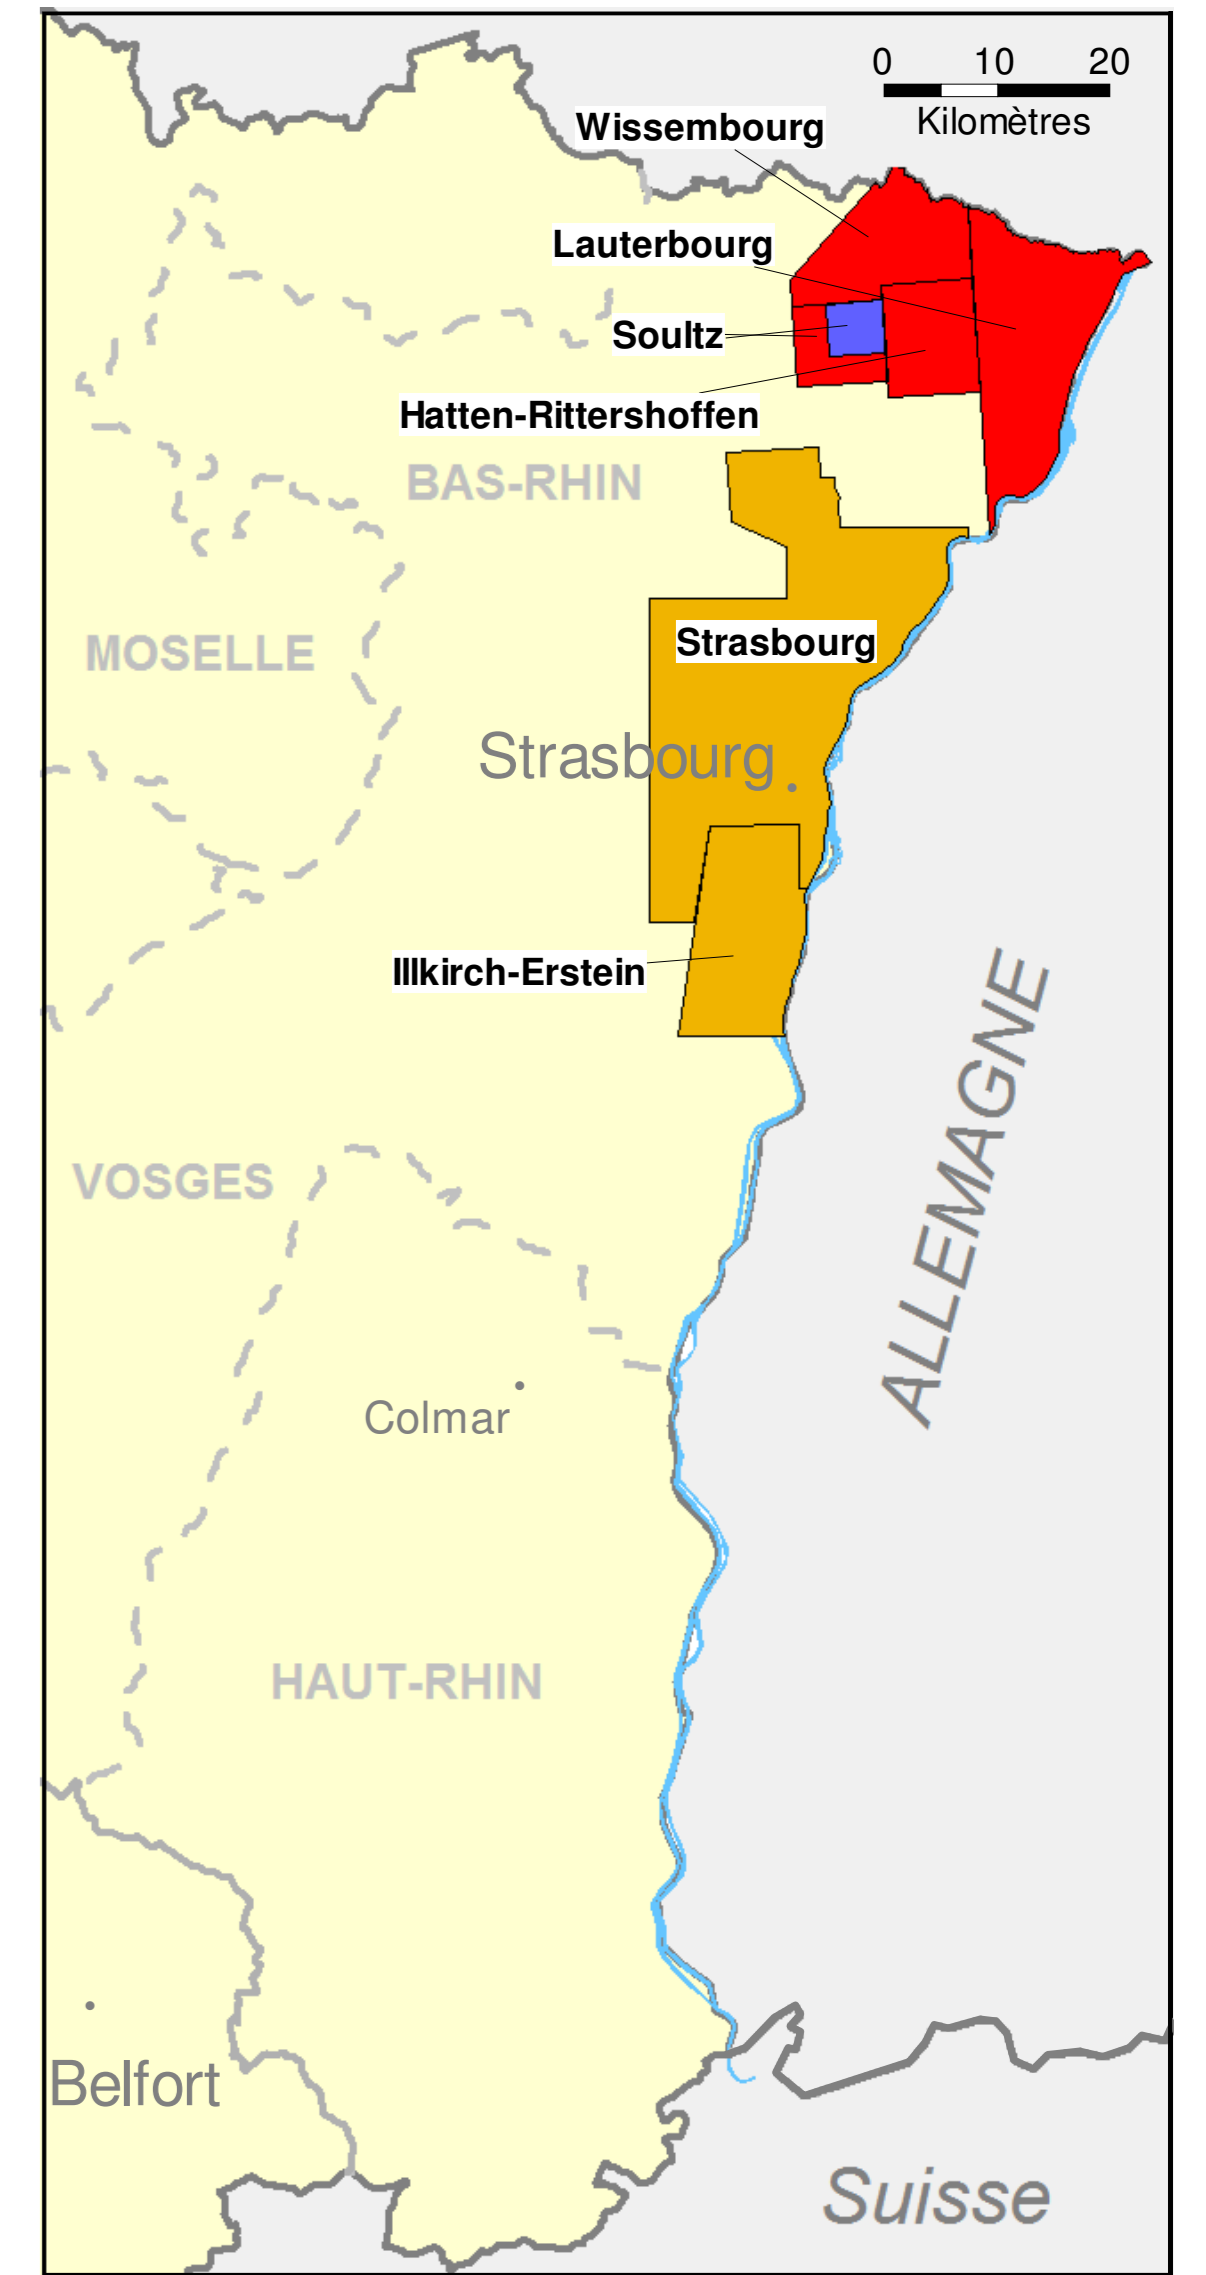 0 10 20
Kilomètres
Wissembourg
Lauterbourg
Soultz
Hatten-Rittershoffen
BAS-RHIN
MOSELLE
Strasbourg
Strasbourg
Illkirch-Erstein
ALLEMAGNE
VOSGES
Colmar
HAUT-RHIN
Belfort
Suisse